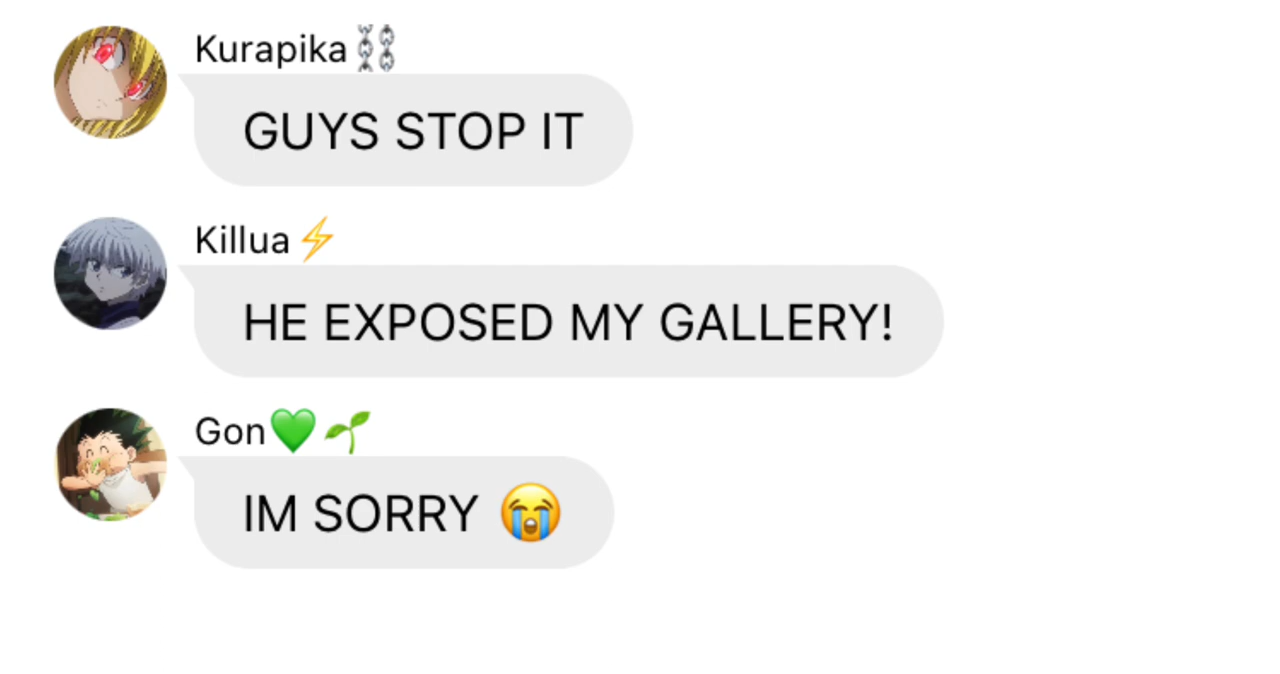 Kurapika⛓️
GUYS STOP IT
Killua⚡
HE EXPOSED MY GALLERY!
Gon💚🌱
IM SORRY 😭